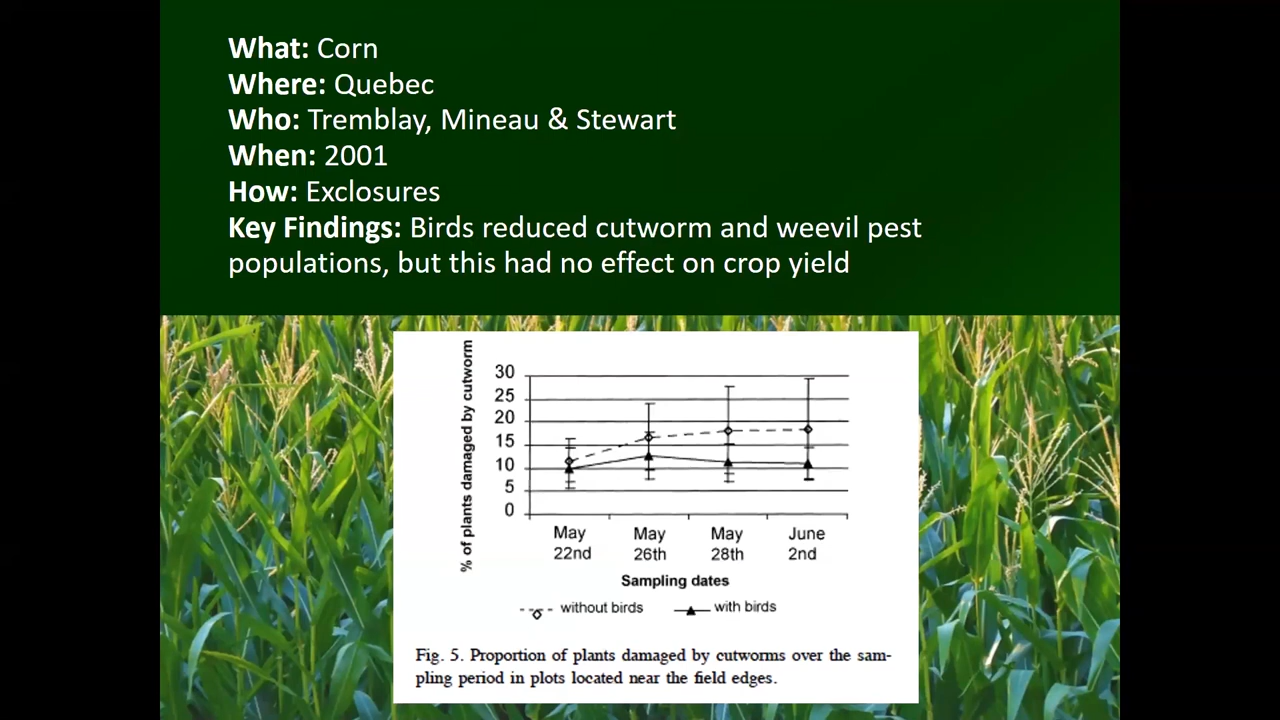 What: Corn
Where: Quebec
Who: Tremblay, Mineau & Stewart
When: 2001
How: Exclosures
Key Findings: Birds reduced cutworm and weevil pest
populations, but this had no effect on crop yield
% of plants damaged by cutworm
30
25
20
15
10
5
0
May 22nd
May 26th
May 28th
June 2nd
Sampling dates
without birds
with birds
Fig. 5. Proportion of plants damaged by cutworms over the sam-
pling period in plots located near the field edges.